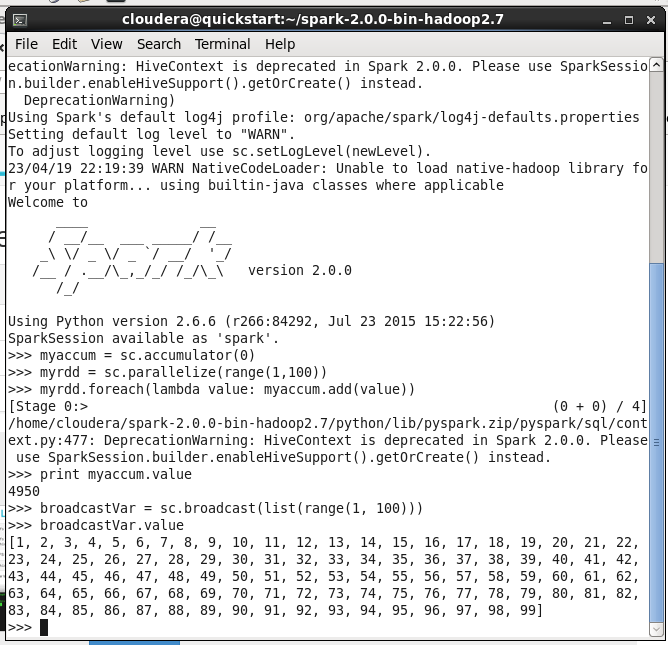 cloudera@quickstart:~/spark-2.0.0-bin-hadoop2.7
File Edit View Search Terminal Help
ecationWarning: HiveContext is deprecated in Spark 2.0.0. Please use SparkSessio
n.builder.enableHiveSupport().getOrCreate() instead.
  DeprecationWarning)
Using Spark's default log4j profile: org/apache/spark/log4j-defaults.properties
Setting default log level to "WARN".
To adjust logging level use sc.setLogLevel(newLevel).
23/04/19 22:19:39 WARN NativeCodeLoader: Unable to load native-hadoop library fo
r your platform... using builtin-java classes where applicable
Welcome to
      ____              __
     / __/__  ___ _____/ /__
    _\ \/ _ \/ _ `/ __/  '_/
   /__ / .__/\_,_/_/ /_/\_\   version 2.0.0
      /_/
Using Python version 2.6.6 (r266:84292, Jul 23 2015 15:22:56)
SparkSession available as 'spark'.
>>> myaccum = sc.accumulator(0)
>>> myrdd = sc.parallelize(range(1,100))
>>> myrdd.foreach(lambda value: myaccum.add(value))
[Stage 0:>                                                          (0 + 0) / 4]
/home/cloudera/spark-2.0.0-bin-hadoop2.7/python/lib/pyspark.zip/pyspark/sql/cont
ext.py:477: DeprecationWarning: HiveContext is deprecated in Spark 2.0.0. Please
 use SparkSession.builder.enableHiveSupport().getOrCreate() instead.
>>> print myaccum.value
4950
>>> broadcastVar = sc.broadcast(list(range(1, 100)))
>>> broadcastVar.value
[1, 2, 3, 4, 5, 6, 7, 8, 9, 10, 11, 12, 13, 14, 15, 16, 17, 18, 19, 20, 21, 22,
23, 24, 25, 26, 27, 28, 29, 30, 31, 32, 33, 34, 35, 36, 37, 38, 39, 40, 41, 42,
43, 44, 45, 46, 47, 48, 49, 50, 51, 52, 53, 54, 55, 56, 57, 58, 59, 60, 61, 62,
63, 64, 65, 66, 67, 68, 69, 70, 71, 72, 73, 74, 75, 76, 77, 78, 79, 80, 81, 82,
83, 84, 85, 86, 87, 88, 89, 90, 91, 92, 93, 94, 95, 96, 97, 98, 99]
>>>